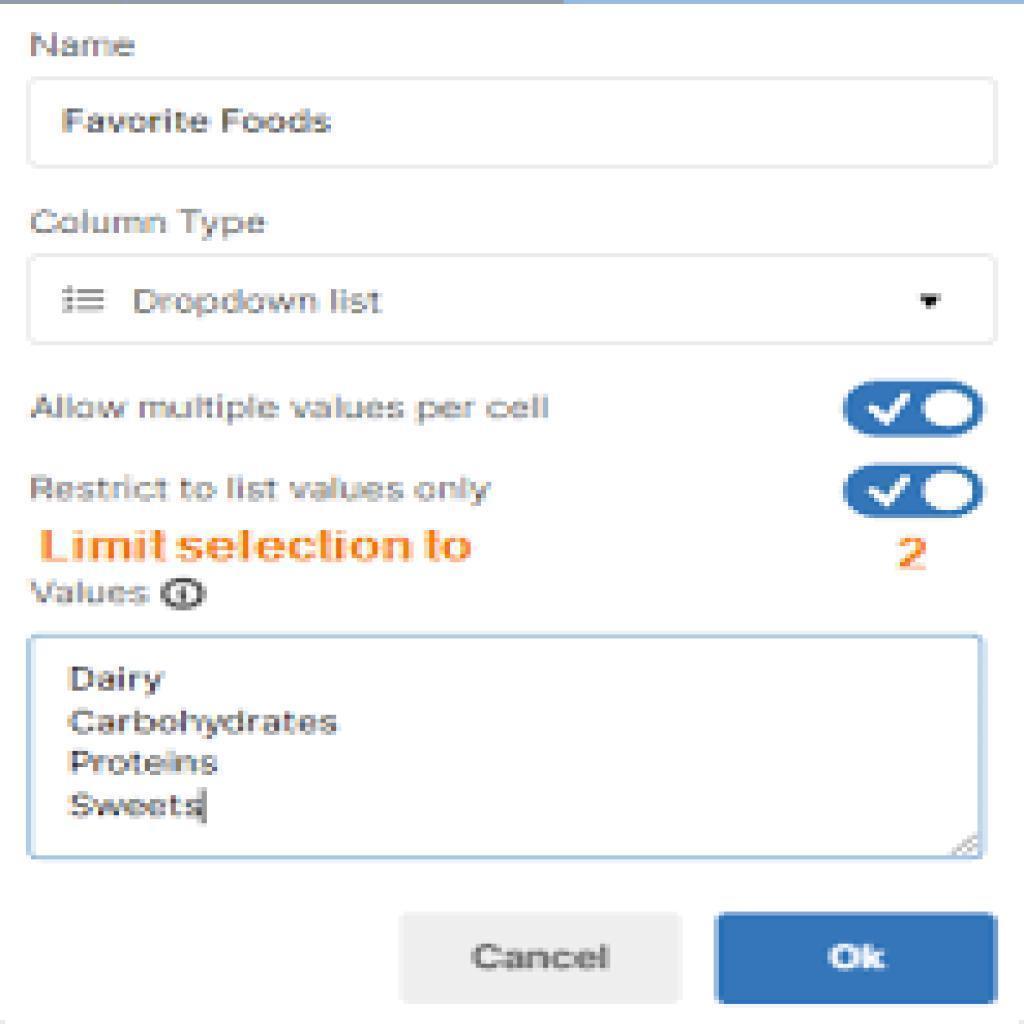 Name
Favorite Foods
Column Type
Dropdown list
Allow multiple values per cell
Restrict to list values only
Limit selection to 2
Values
Dairy
Carbohydrates
Proteins
Sweets
Cancel Ok